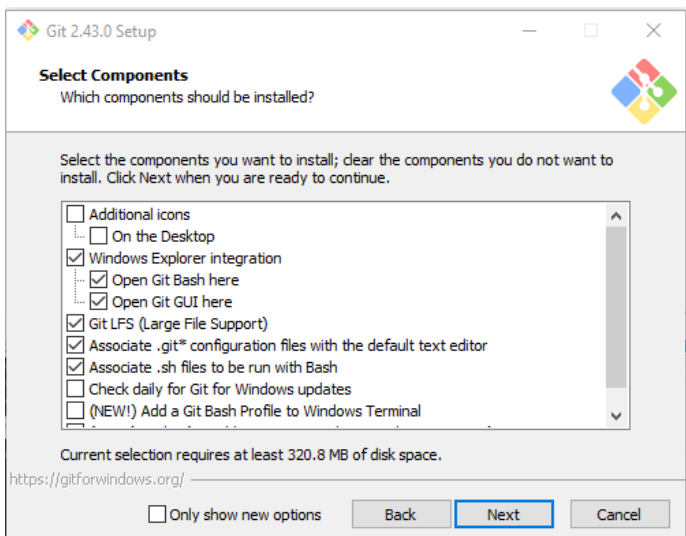 Git 2.43.0 Setup
Select Components
Which components should be installed?
Select the components you want to install; clear the components you do not want to
install. Click Next when you are ready to continue.
Additional icons
On the Desktop
Windows Explorer integration
Open Git Bash here
Open Git GUI here
Git LFS (Large File Support)
Associate .git* configuration files with the default text editor
Associate .sh files to be run with Bash
Check daily for Git for Windows updates
(NEW!) Add a Git Bash Profile to Windows Terminal
Current selection requires at least 320.8 MB of disk space.
https://gitforwindows.org/
Only show new options
Back
Next
Cancel